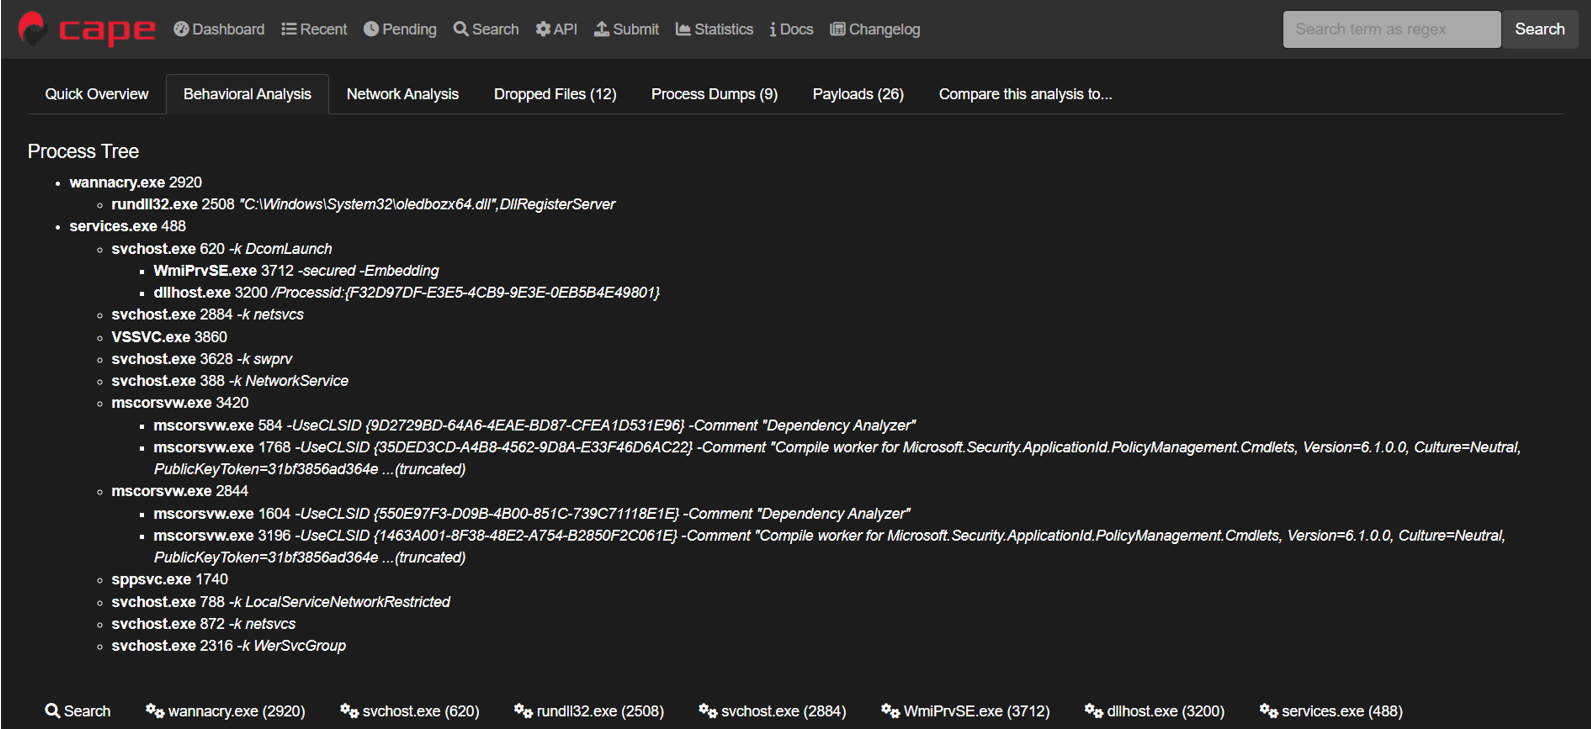 cape Dashboard Recent Pending Search API Submit Statistics Docs Changelog Search term as regex Search
Quick Overview Behavioral Analysis Network Analysis Dropped Files (12) Process Dumps (9) Payloads (26) Compare this analysis to...
Process Tree
wannacry.exe 2920
rundll32.exe 2508 "C:\Windows\System32\oledbozx64.dll",DllRegisterServer
services.exe 488
svchost.exe 620 -k DcomLaunch
WmiPrvSE.exe 3712 -secured -Embedding
dllhost.exe 3200 /Processid:{F32D97DF-E3E5-4CB9-9E3E-0EB5B4E49801}
svchost.exe 2884 -k netsvcs
VSSVC.exe 3860
svchost.exe 3628 -k swprv
svchost.exe 388 -k NetworkService
mscorsvw.exe 3420
mscorsvw.exe 584 -UseCLSID {9D2729BD-64A6-4EAE-BD87-CFEA1D531E96} -Comment "Dependency Analyzer"
mscorsvw.exe 1768 -UseCLSID {35DED3CD-A4B8-4562-9D8A-E33F46D6AC22} -Comment "Compile worker for Microsoft.Security.ApplicationId.PolicyManagement.Cmdlets, Version=6.1.0.0, Culture=Neutral,
PublicKeyToken=31bf3856ad364e ...(truncated)
mscorsvw.exe 2844
mscorsvw.exe 1604 -UseCLSID {550E97F3-D09B-4B00-851C-739C71118E1E} -Comment "Dependency Analyzer"
mscorsvw.exe 3196 -UseCLSID {1463A001-8F38-48E2-A754-B2850F2C061E} -Comment "Compile worker for Microsoft.Security.ApplicationId.PolicyManagement.Cmdlets, Version=6.1.0.0, Culture=Neutral,
PublicKeyToken=31bf3856ad364e ...(truncated)
sppsvc.exe 1740
svchost.exe 788 -k LocalServiceNetworkRestricted
svchost.exe 872 -k netsvcs
svchost.exe 2316 -k WerSvcGroup
Search wannacry.exe (2920) svchost.exe (620) rundll32.exe (2508) svchost.exe (2884) WmiPrvSE.exe (3712) dllhost.exe (3200) services.exe (488)